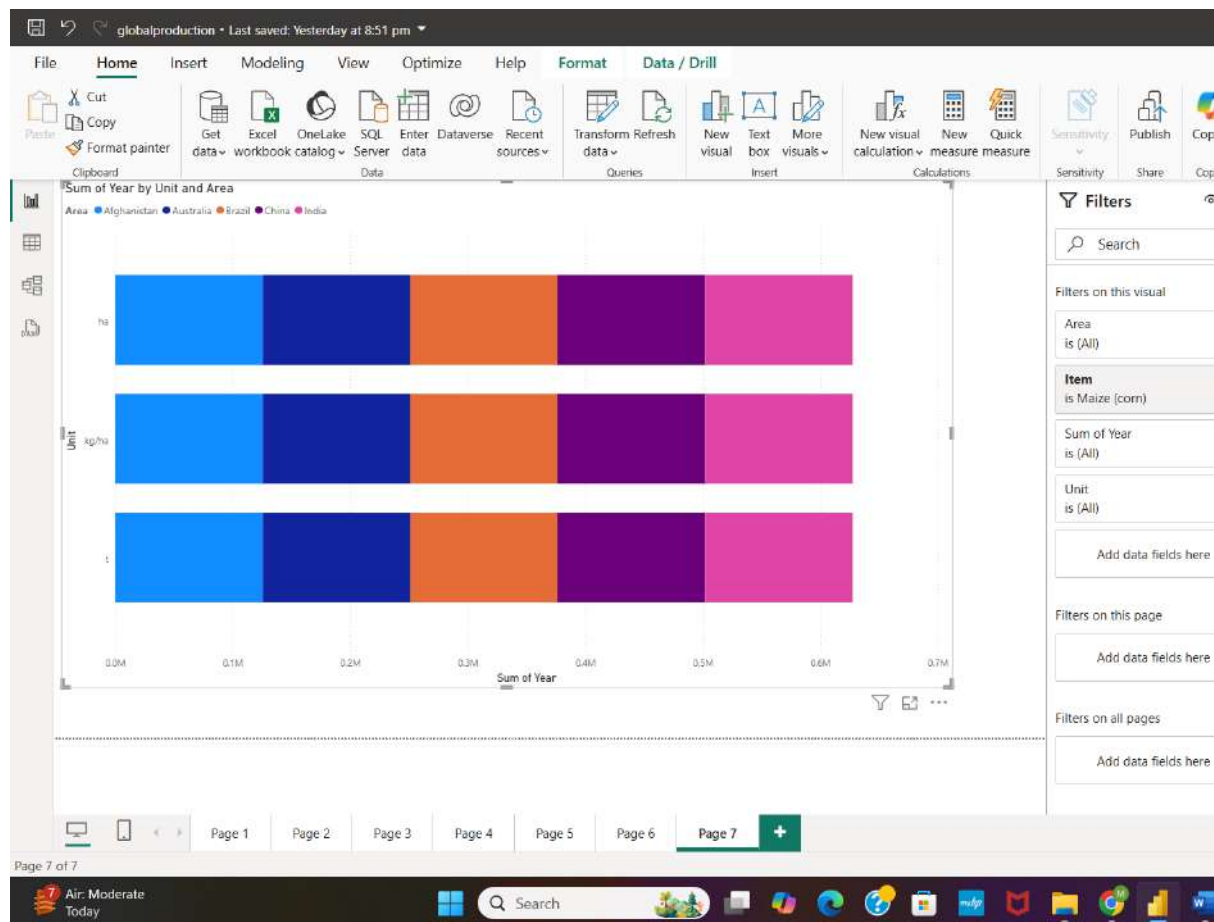 globalproduction • Last saved: Yesterday at 8:51 pm
File Home Insert Modeling View Optimize Help Format Data / Drill
Paste
Cut
Copy
Format painter
Clipboard
Get data
Excel workbook
OneLake catalog
SQL Server
Enter data
Dataverse
Recent sources
Data
Transform data
Refresh
Queries
New visual
Text box
More visuals
Insert
New visual calculation
New measure
Quick measure
Calculations
Sensitivity
Sensitivity
Publish
Share
Cop
Cop
Sum of Year by Unit and Area
Area Afghanistan Australia Brazil China India
Unit
ha
kg/ha
t
0.0M 0.1M 0.2M 0.3M 0.4M 0.5M 0.6M 0.7M
Sum of Year
Filters
Search
Filters on this visual
Area
is (All)
Item
is Maize (corn)
Sum of Year
is (All)
Unit
is (All)
Add data fields here
Filters on this page
Add data fields here
Filters on all pages
Add data fields here
Page 1 Page 2 Page 3 Page 4 Page 5 Page 6 Page 7 +
Page 7 of 7
7
Air: Moderate
Today
Search